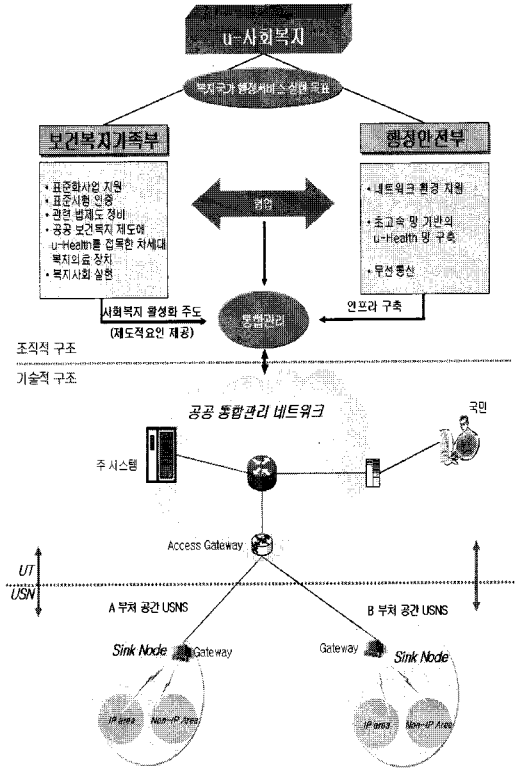 u-사회복지
복지국가 행정서비스 실현 목표
보건복지가족부
행정안전부
• 표준화사업 지원
• 표준시험 인증
• 관련 법제도 정비
• 공공 보건복지 제도에
u-Health를 접목한 차세대
복지의료 장치
• 복지사회 실현
협업
• 네트워크 환경 지원
• 초고속 망 기반의
u-Health 망 구축
• 무선통신
사회복지 활성화 주도
(제도적요인 제공)
통합관리
인프라 구축
조직적 구조
기술적 구조
공공 통합관리 네트워크
국민
주 시스템
Access Gateway
UT
USN
A 부처 공간 USNS
B 부처 공간 USNS
Sink Node
Gateway
Gateway
Sink Node
IP area
Non-IP Area
IP area
Non-IP Area